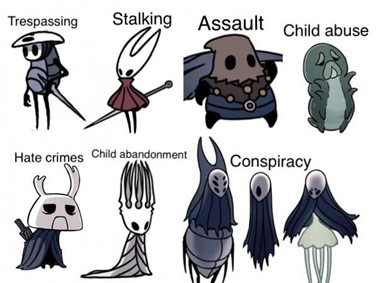 Trespassing
Stalking
Assault
Child abuse
Hate crimes
Child abandonment
Conspiracy